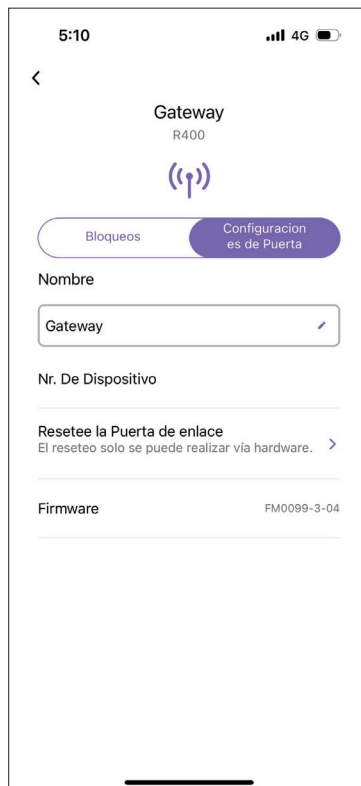 5:10
4G
Gateway
R400
Bloqueos
Configuracion
es de Puerta
Nombre
Gateway
Nr. De Dispositivo
Resetee la Puerta de enlace
El reseteo solo se puede realizar vía hardware.
Firmware
FM0099-3-04